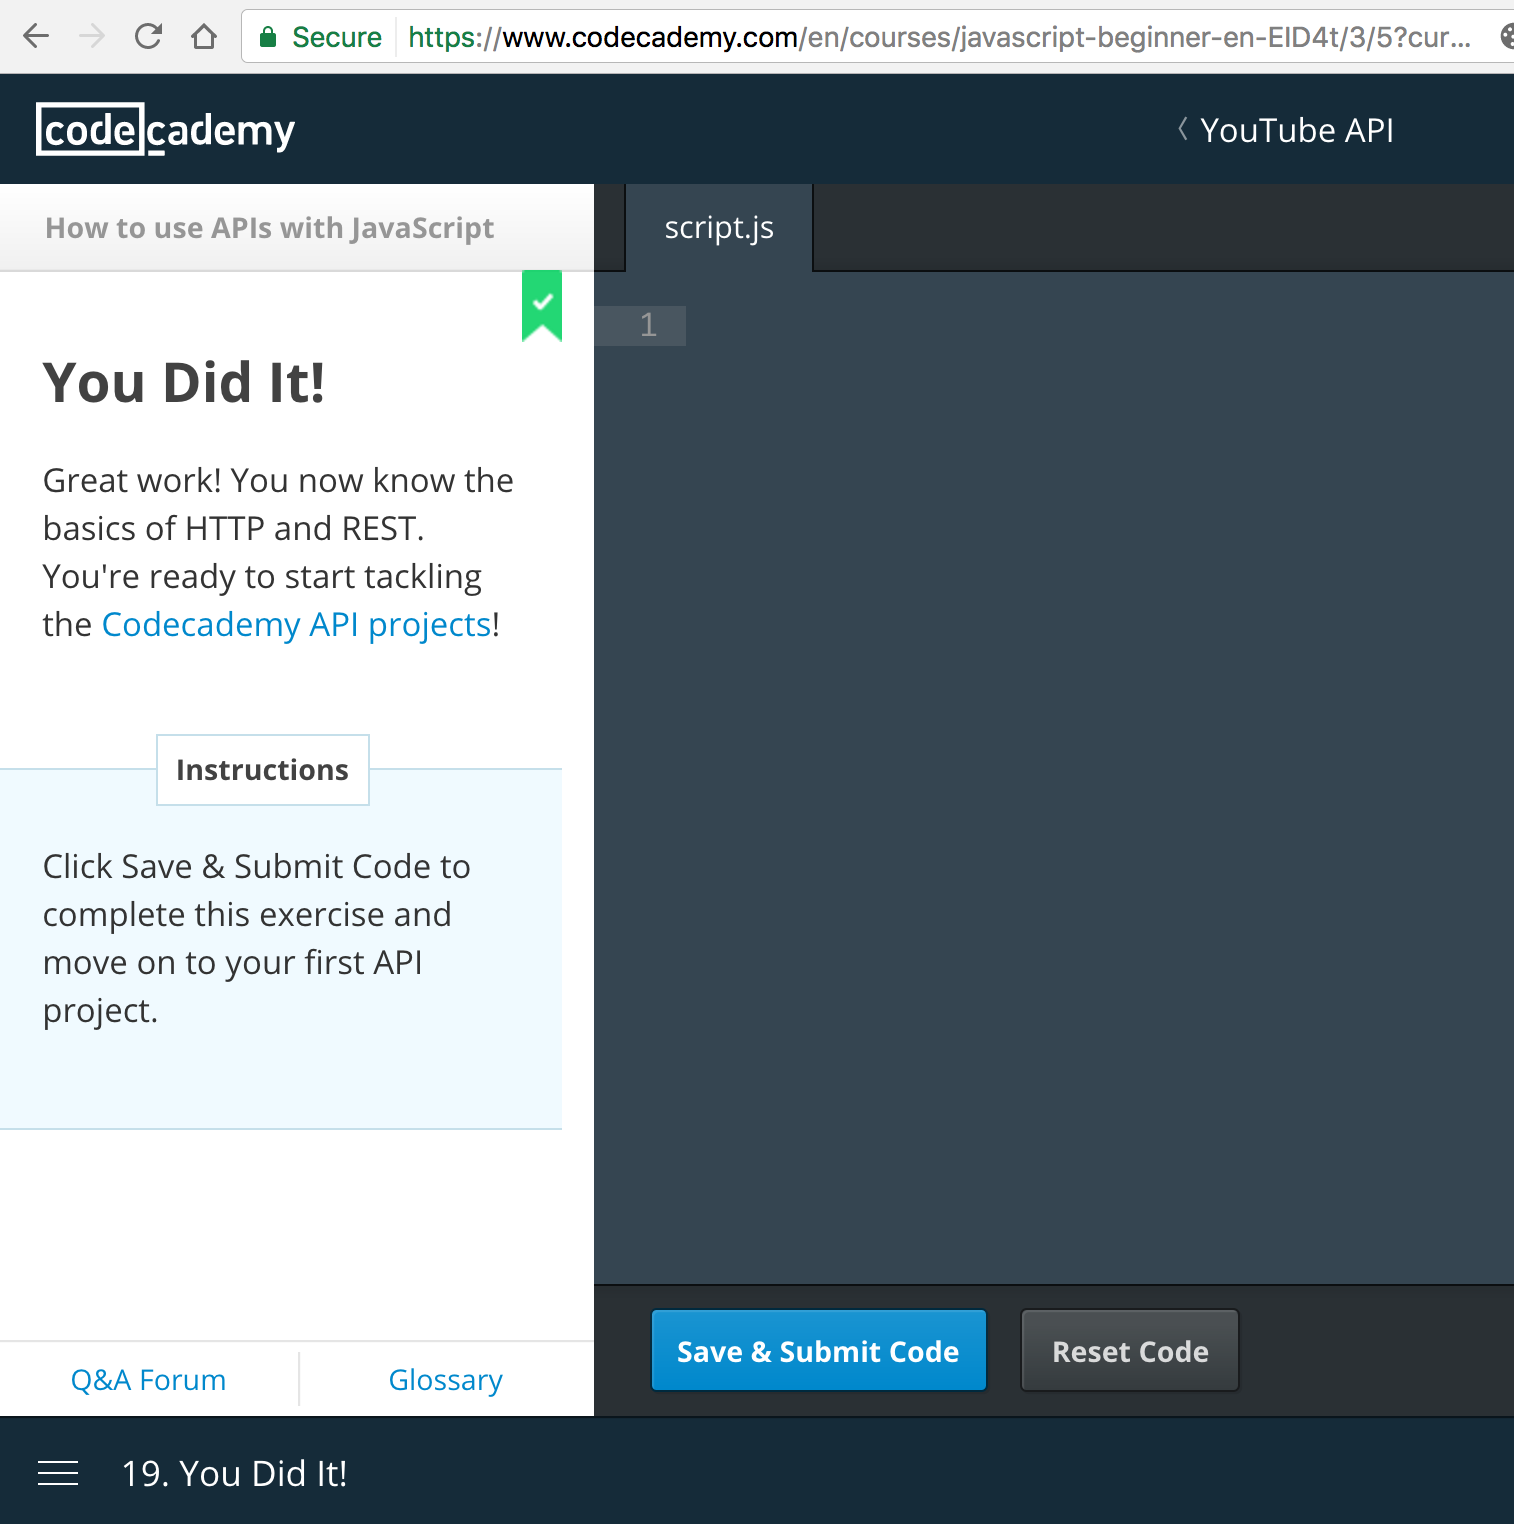 Secure https://www.codecademy.com/en/courses/javascript-beginner-en-EID4t/3/5?cur...
codecademy
YouTube API
How to use APIs with JavaScript
script.js
1
You Did It!
Great work! You now know the
basics of HTTP and REST.
You're ready to start tackling
the Codecademy API projects!
Instructions
Click Save & Submit Code to
complete this exercise and
move on to your first API
project.
Save & Submit Code
Reset Code
Q&A Forum
Glossary
19. You Did It!